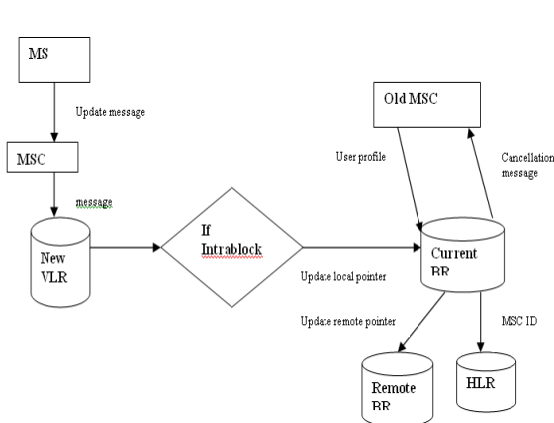 MS
Update message
MSC
message
New
VLR
If
Intrablock
Old MSC
User profile
Cancellation
message
Current
BR
Update local pointer
Update remote pointer
MSC ID
Remote
BR
HLR